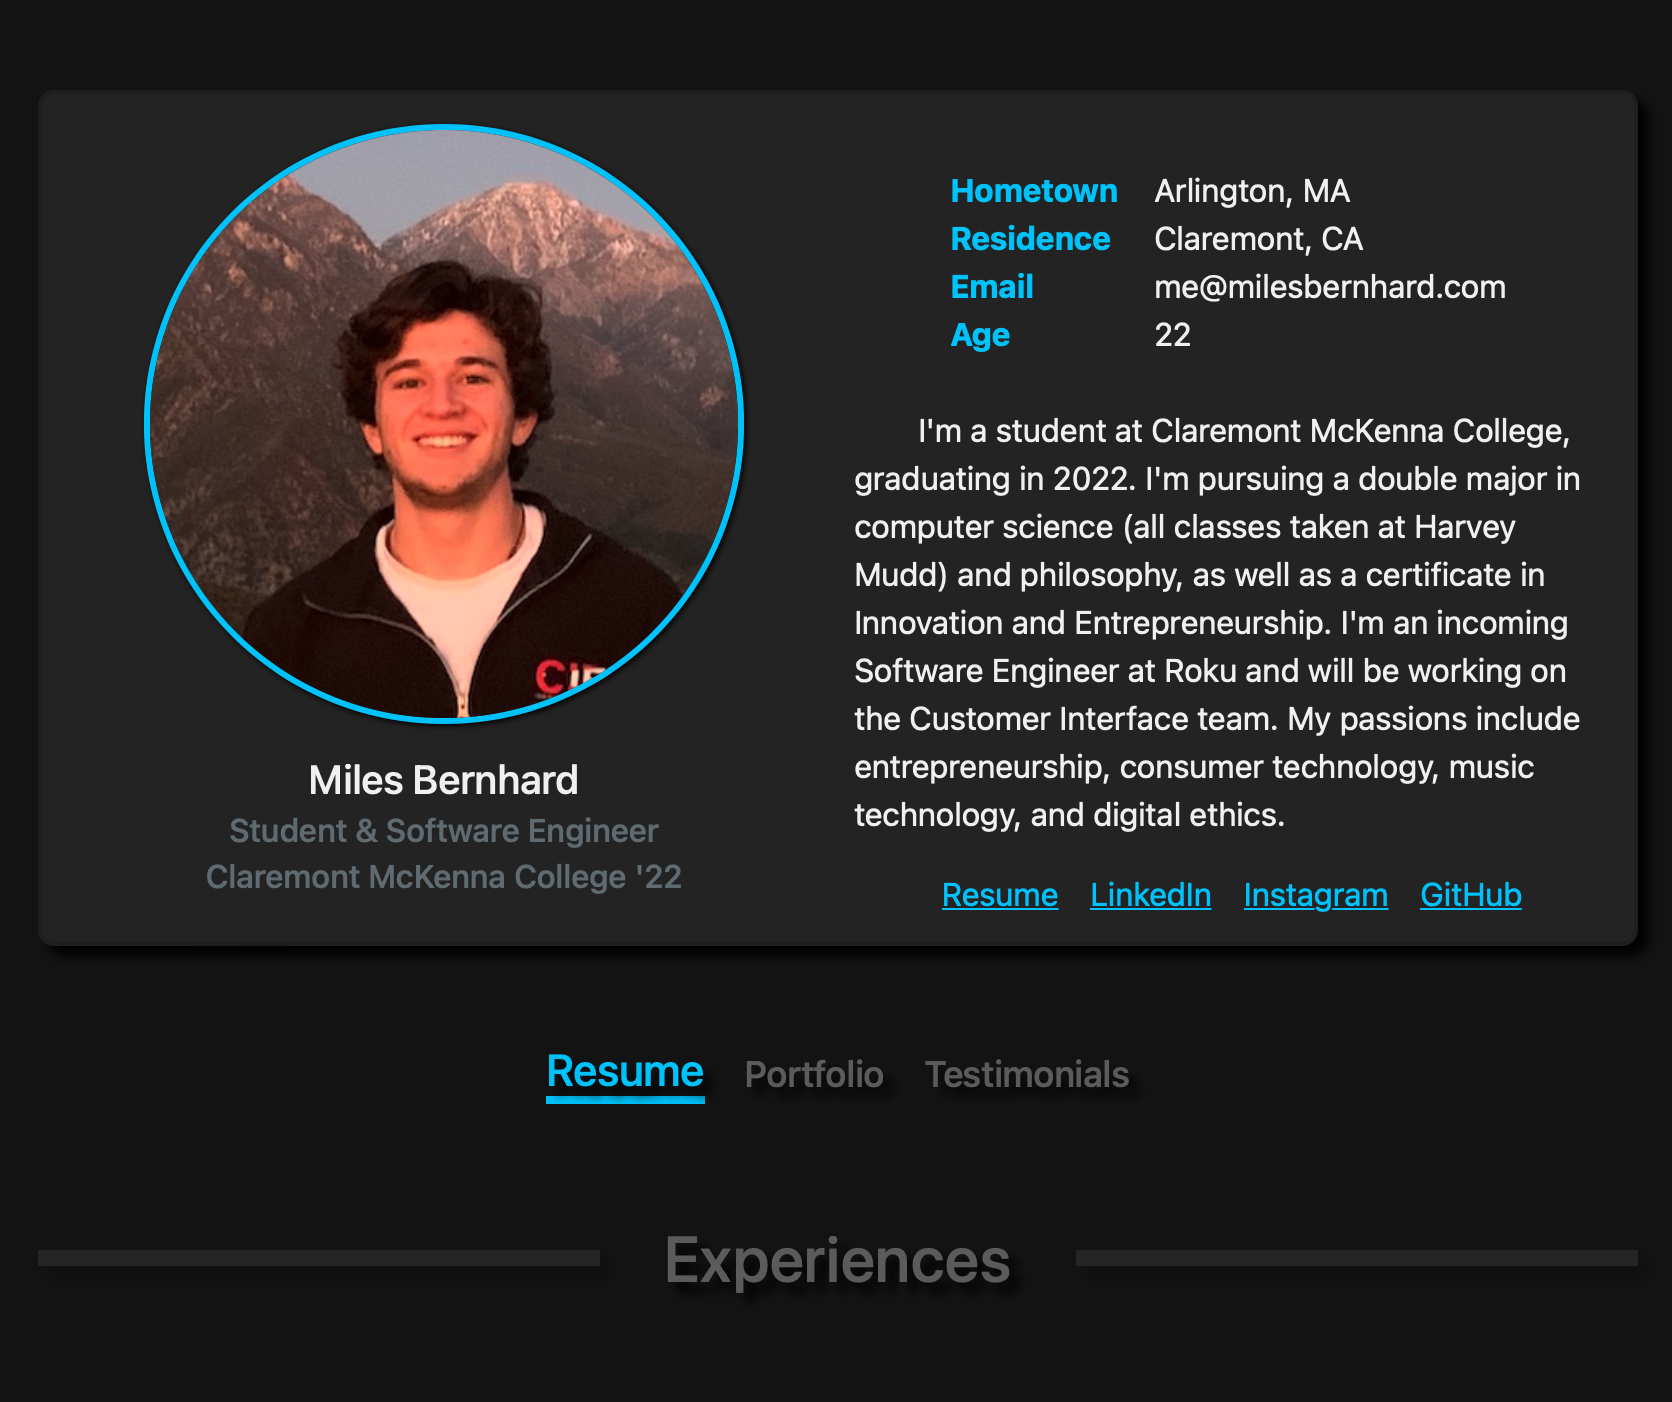 Hometown Arlington, MA
Residence Claremont, CA
Email me@milesbernhard.com
Age 22
I'm a student at Claremont McKenna College,
graduating in 2022. I'm pursuing a double major in
computer science (all classes taken at Harvey
Mudd) and philosophy, as well as a certificate in
Innovation and Entrepreneurship. I'm an incoming
Software Engineer at Roku and will be working on
the Customer Interface team. My passions include
entrepreneurship, consumer technology, music
technology, and digital ethics.
Miles Bernhard
Student & Software Engineer
Claremont McKenna College '22
Resume LinkedIn Instagram GitHub
Resume Portfolio Testimonials
Experiences